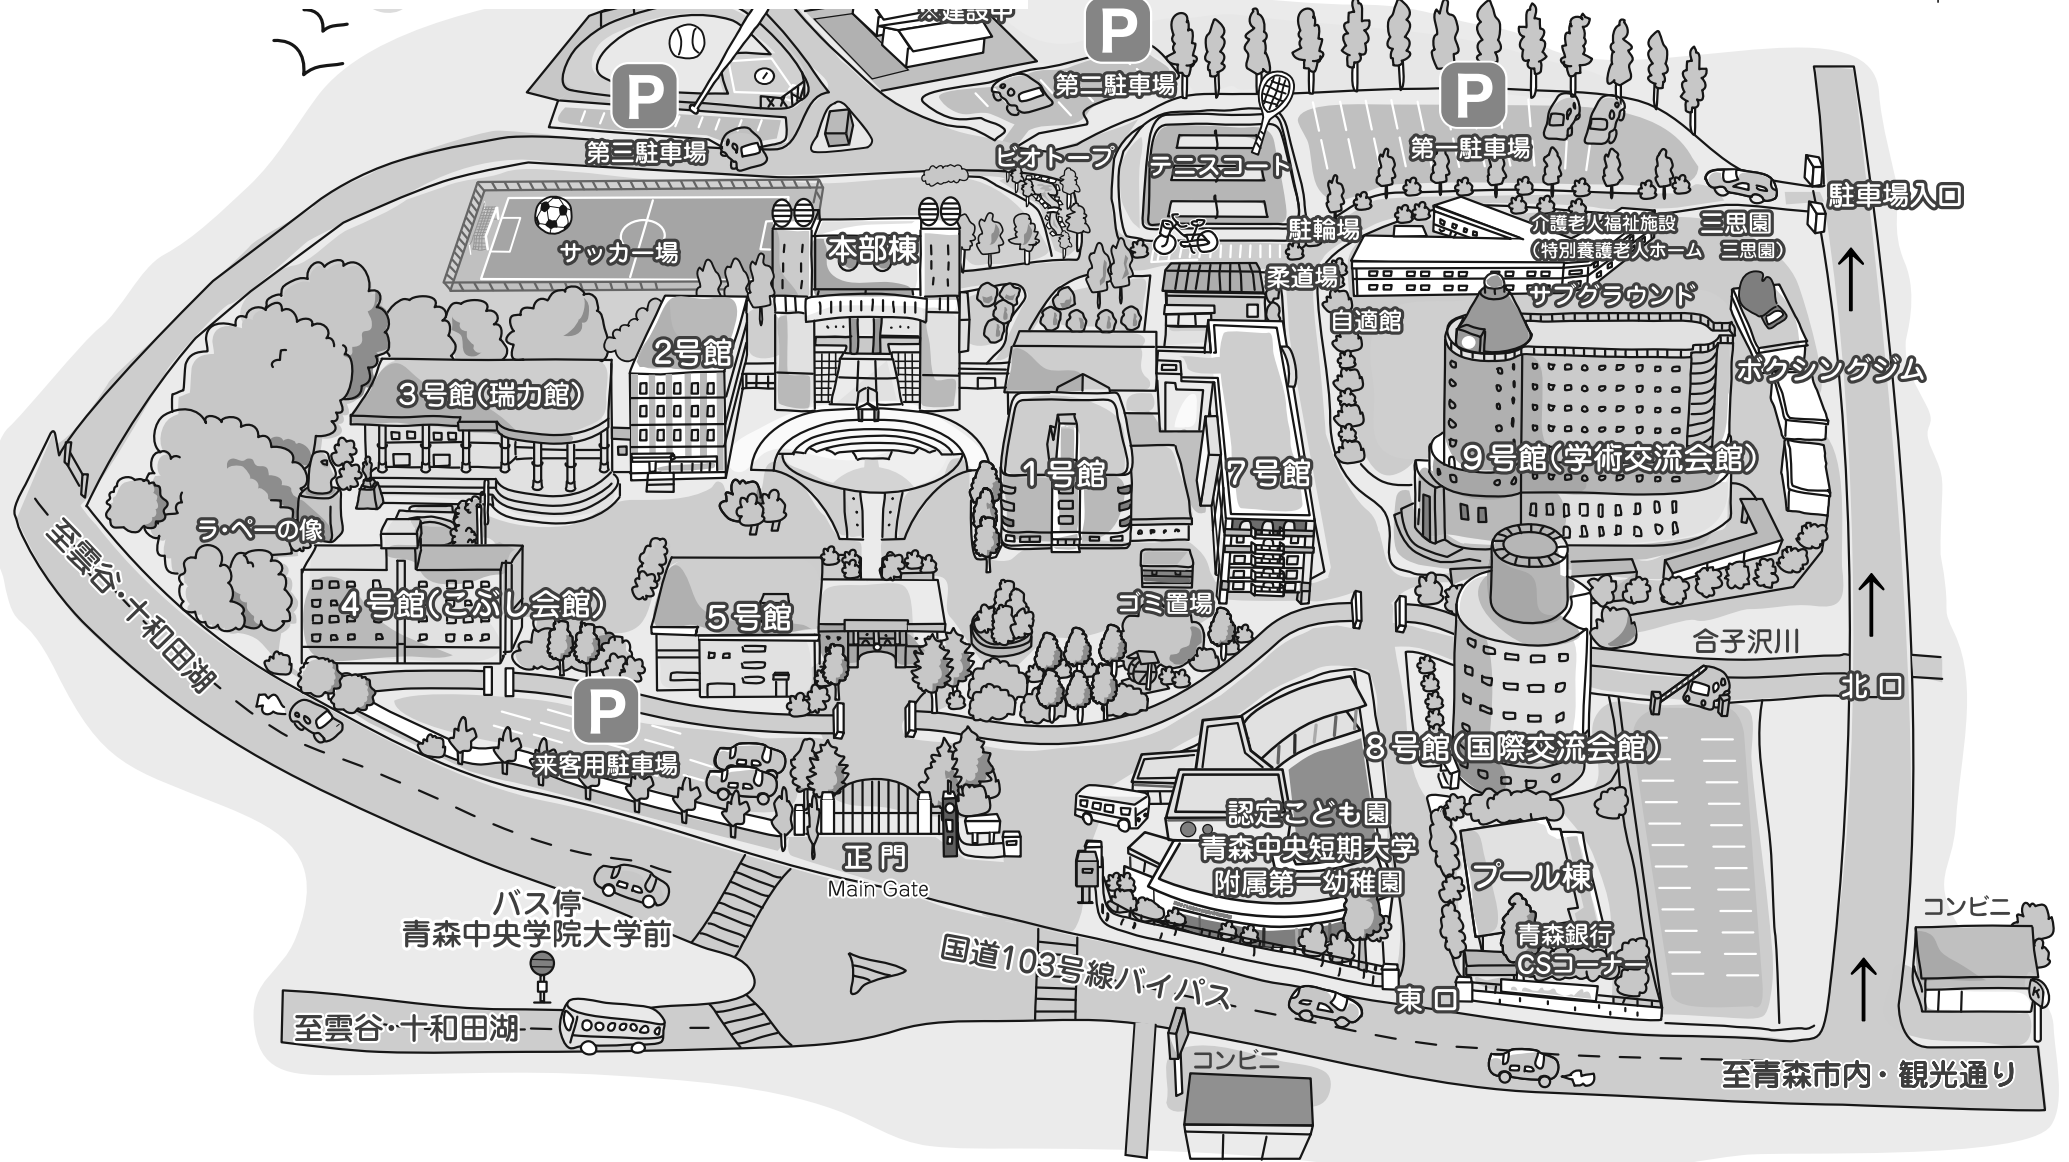 ※建設中
P
第二駐車場
P
第三駐車場
P
第一駐車場
ビオトープ
テニスコート
駐車場入口
サッカー場
本部棟
駐輪場
介護老人福祉施設　三思園
（特別養護老人ホーム　三思園）
柔道場
サブグラウンド
自適館
2号館
ボクシングジム
３号館（瑞力館）
１号館
７号館
９号館（学術交流会館）
ラ・ペーの像
至雲谷・十和田湖
４号館（こぶし会館）
５号館
ゴミ置場
合子沢川
北 口
P
来客用駐車場
８号館（国際交流会館）
認定こども園
青森中央短期大学
附属第一幼稚園
正 門
Main Gate
プール棟
バス停
青森中央学院大学前
青森銀行
CSコーナー
コンビニ
国道103号線バイパス
東 口
至雲谷・十和田湖
コンビニ
K
至青森市内・観光通り